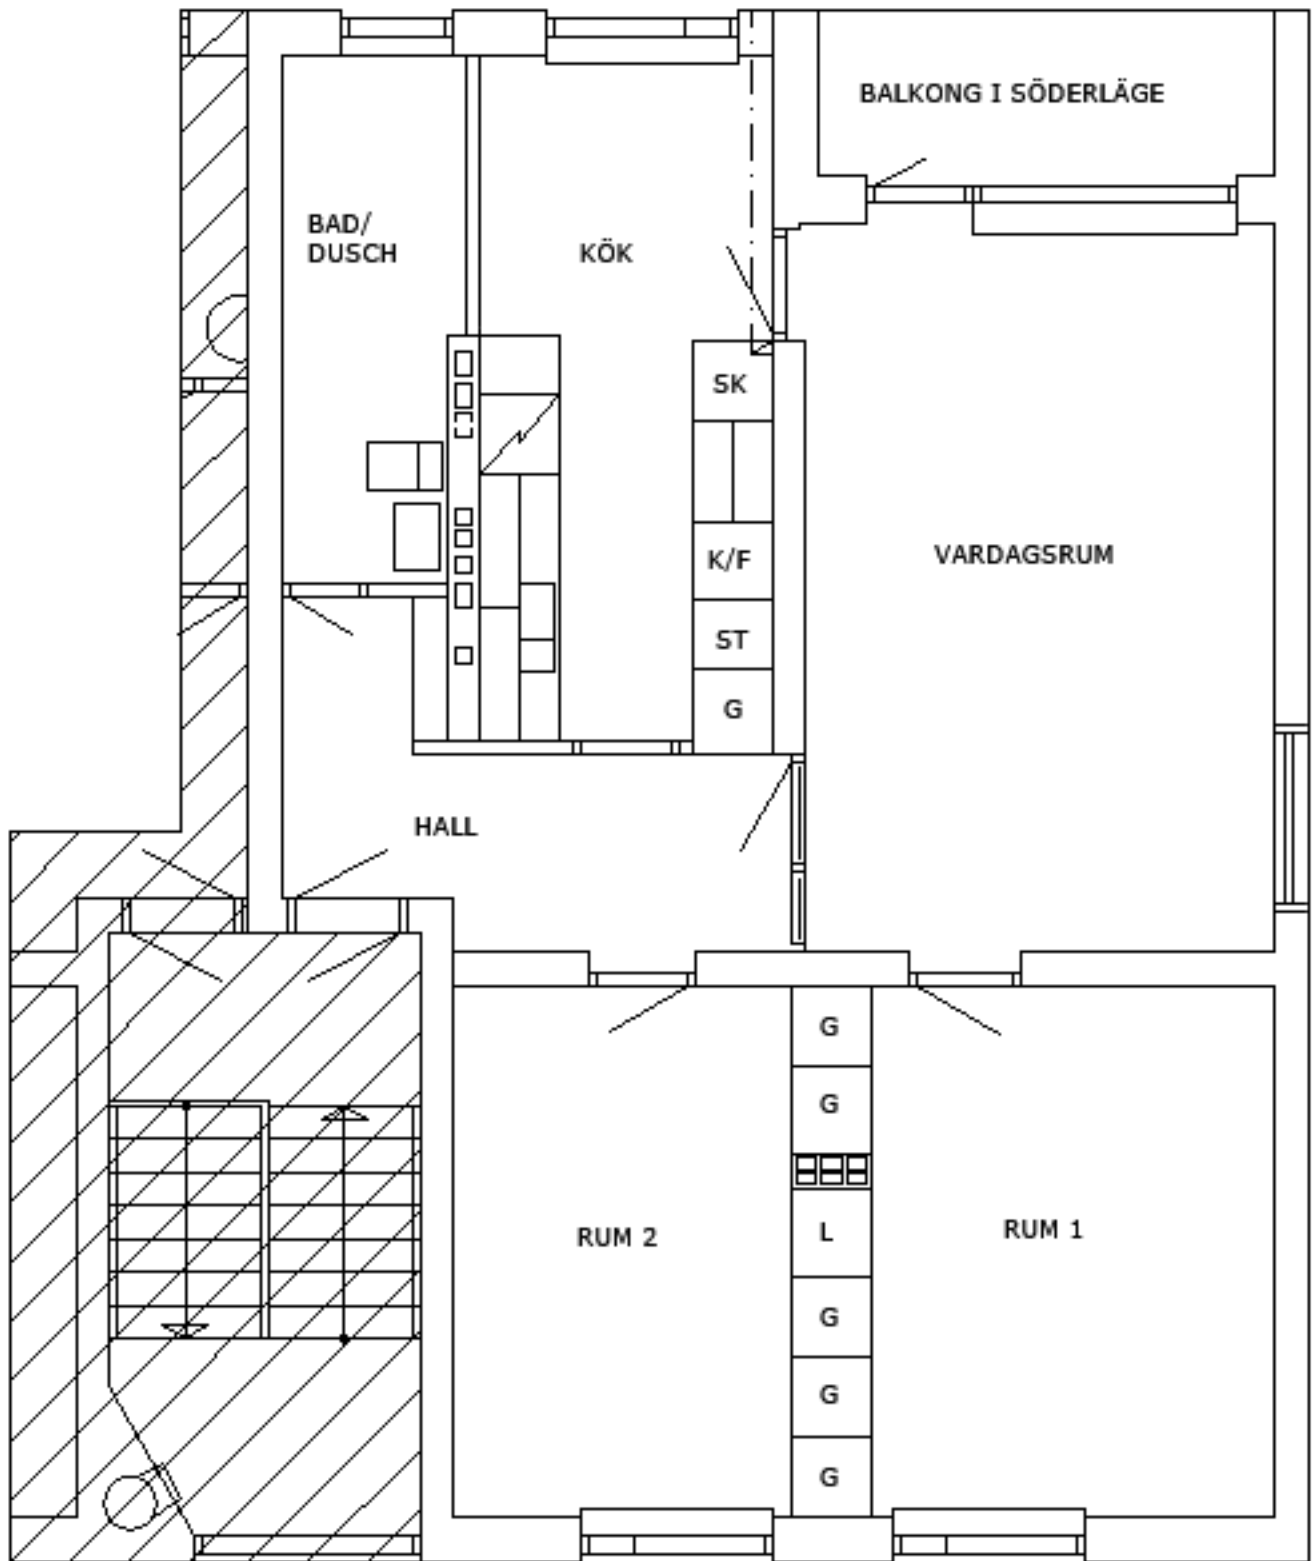 BALKONG I SÖDERLÄGE
BAD/
DUSCH
KÖK
SK
K/F
VARDAGSRUM
ST
G
HALL
G
G
L
RUM 2
RUM 1
G
G
G